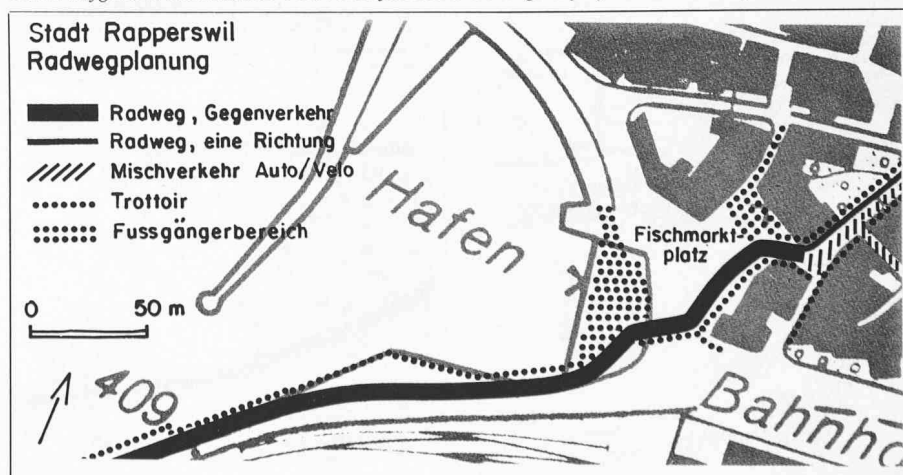 Stadt Rapperswil
Radwegplanung
Radweg, Gegenverkehr
Radweg, eine Richtung
Mischverkehr Auto/Velo
Trottoir
Fussgängerbereich
0 50 m
Hafen
Fischmarkt-
platz
409